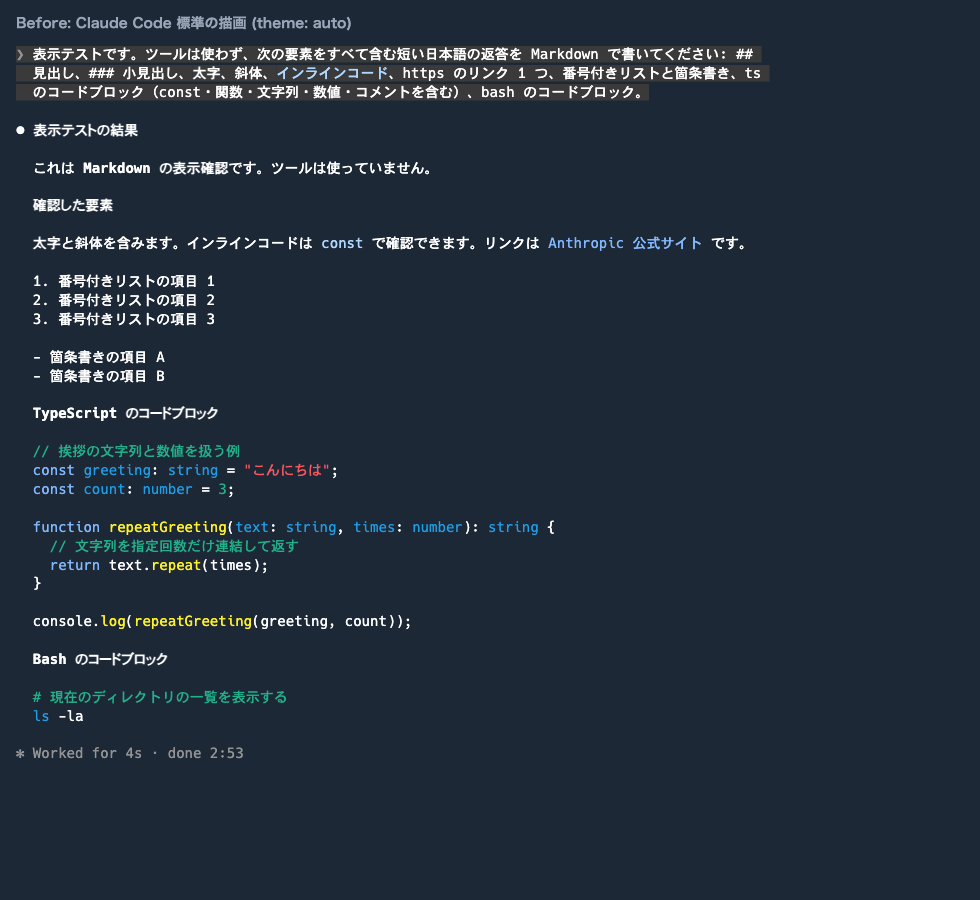 Before: Claude Code 標準の描画 (theme: auto)
❯ 表示テストです。ツールは使わず、次の要素をすべて含む短い日本語の返答を Markdown で書いてください: ##
見出し、### 小見出し、太字、斜体、インラインコード、https のリンク 1 つ、番号付きリストと箇条書き、ts
のコードブロック（const・関数・文字列・数値・コメントを含む）、bash のコードブロック。
● 表示テストの結果
これは Markdown の表示確認です。ツールは使っていません。
確認した要素
太字と斜体を含みます。インラインコードは const で確認できます。リンクは Anthropic 公式サイト です。
1. 番号付きリストの項目 1
2. 番号付きリストの項目 2
3. 番号付きリストの項目 3
- 箇条書きの項目 A
- 箇条書きの項目 B
TypeScript のコードブロック
// 挨拶の文字列と数値を扱う例
const greeting: string = "こんにちは";
const count: number = 3;
function repeatGreeting(text: string, times: number): string {
  // 文字列を指定回数だけ連結して返す
  return text.repeat(times);
}
console.log(repeatGreeting(greeting, count));
Bash のコードブロック
# 現在のディレクトリの一覧を表示する
ls -la
✻ Worked for 4s · done 2:53